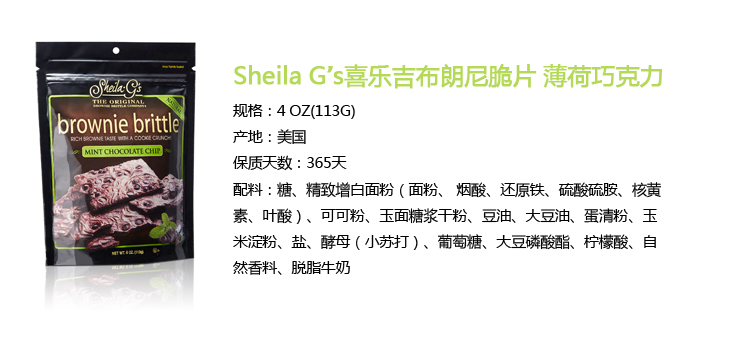 Sheila G's
THE ORIGINAL
BROWNIE BRITTLE COMPANY
brownie brittle
RICH BROWNIE TASTE WITH A COOKIE CRUNCH!
MINT CHOCOLATE CHIP
NET WT. 4 OZ (113g)
Sheila G’s喜乐吉布朗尼脆片 薄荷巧克力
规格：4 OZ(113G)
产地：美国
保质天数：365天
配料：糖、精致增白面粉（面粉、 烟酸、还原铁、硫酸硫胺、核黄
素、叶酸）、可可粉、玉面糖浆干粉、豆油、大豆油、蛋清粉、玉
米淀粉、盐、酵母（小苏打）、葡萄糖、大豆磷酸酯、柠檬酸、自
然香料、脱脂牛奶